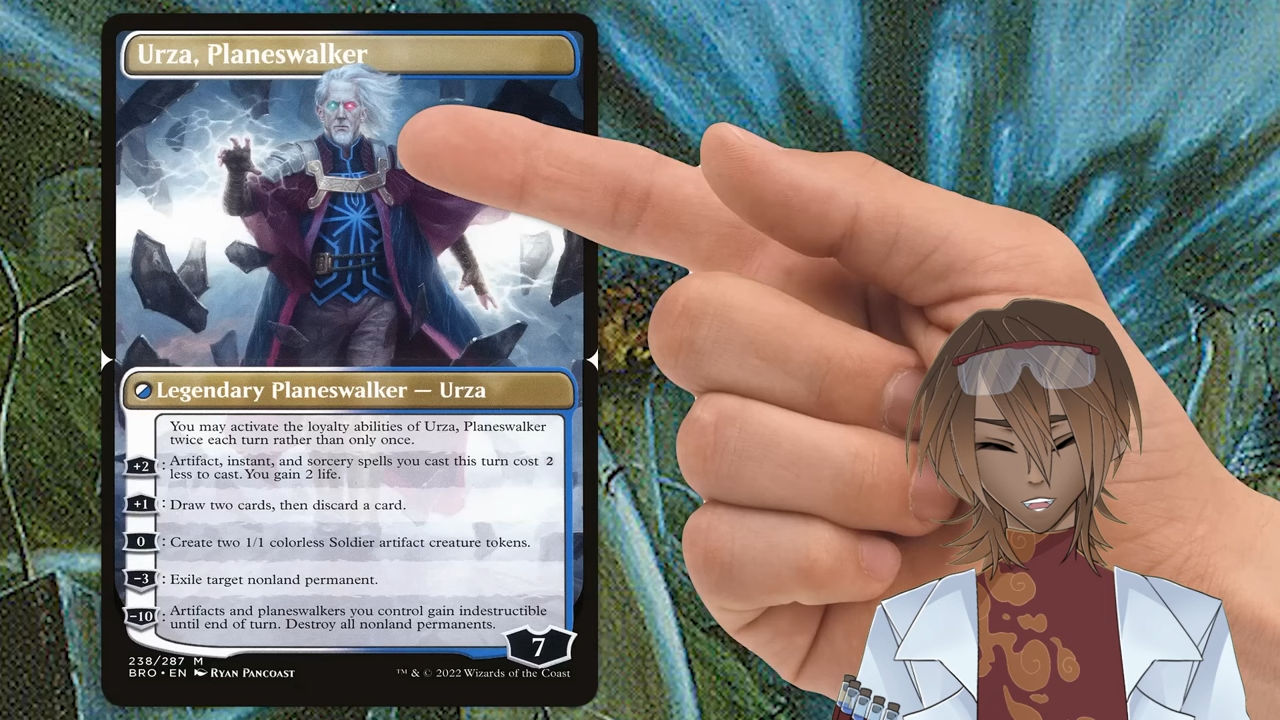 Urza, Planeswalker
Legendary Planeswalker — Urza
You may activate the loyalty abilities of Urza, Planeswalker
twice each turn rather than only once.
+2 : Artifact, instant, and sorcery spells you cast this turn cost 2
less to cast. You gain 2 life.
+1 : Draw two cards, then discard a card.
0 : Create two 1/1 colorless Soldier artifact creature tokens.
−3 : Exile target nonland permanent.
−10 : Artifacts and planeswalkers you control gain indestructible
until end of turn. Destroy all nonland permanents.
7
238/287 M
BRO • EN Ryan Pancoast ™ & © 2022 Wizards of the Coast